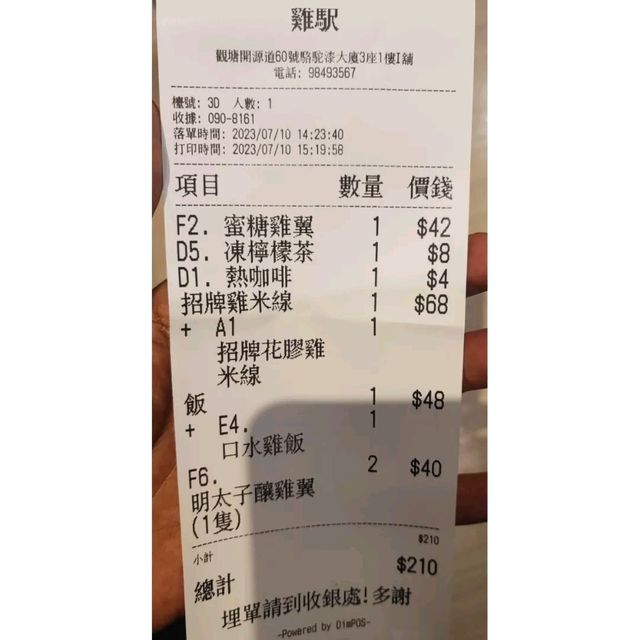 雞駅
觀塘開源道60號駱駝漆大廈3座1樓I舖
電話: 98493567
檯號: 3D 人數: 1
收據: 090-8161
落單時間: 2023/07/10 14:23:40
打印時間: 2023/07/10 15:19:58
項目 數量 價錢
F2. 蜜糖雞翼 1 $42
D5. 凍檸檬茶 1 $8
D1. 熱咖啡 1 $4
招牌雞米線 1 $68
+ A1 1
招牌花膠雞
米線
飯 1 $48
+ E4. 1
口水雞飯
F6. 2 $40
明太子釀雞翼
(1隻)
小計 $210
總計 $210
埋單請到收銀處!多謝
-Powered by DimPOS-